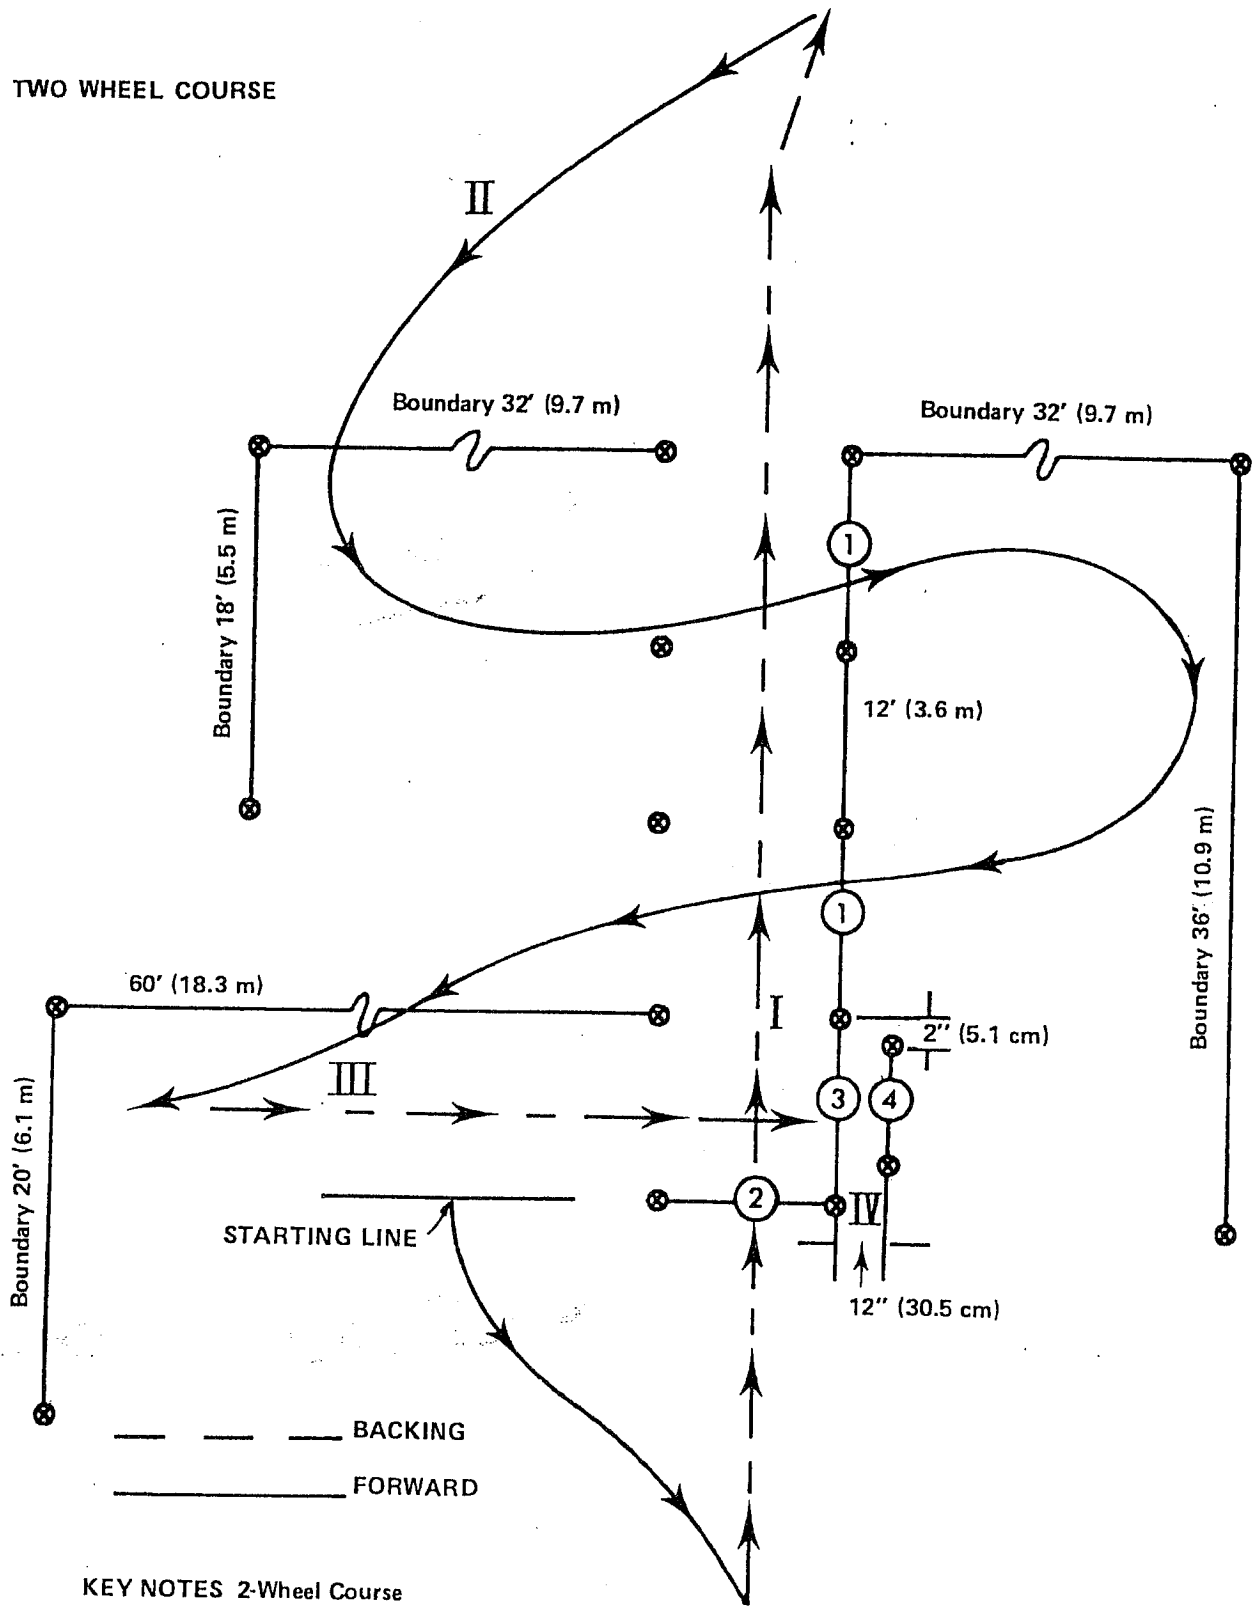 TWO WHEEL COURSE
II
Boundary 32' (9.7 m)
Boundary 32' (9.7 m)
1
Boundary 18' (5.5 m)
12' (3.6 m)
Boundary 36' (10.9 m)
1
60' (18.3 m)
I
2" (5.1 cm)
III
3
4
Boundary 20' (6.1 m)
2
IV
STARTING LINE
12" (30.5 cm)
BACKING
FORWARD
KEY NOTES 2-Wheel Course